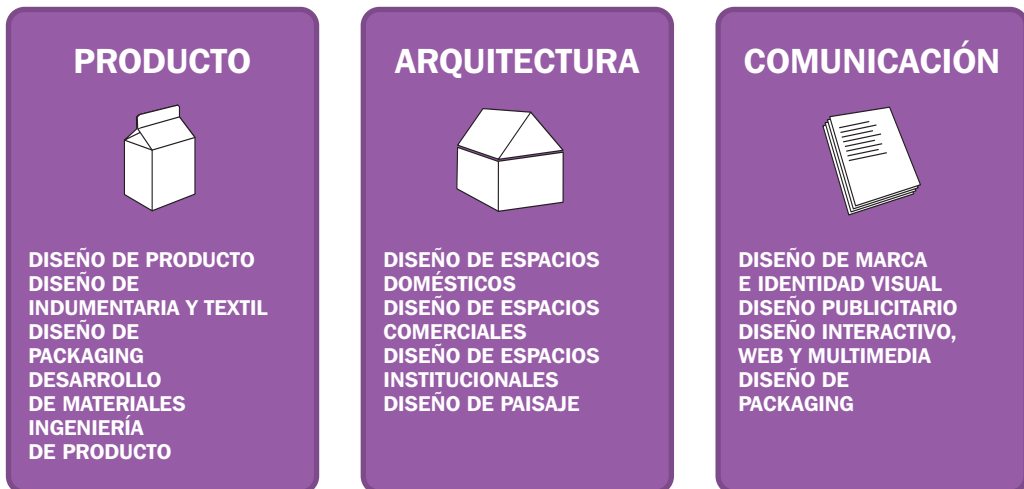 PRODUCTO
DISEÑO DE PRODUCTO
DISEÑO DE
INDUMENTARIA Y TEXTIL
DISEÑO DE
PACKAGING
DESARROLLO
DE MATERIALES
INGENIERÍA
DE PRODUCTO
ARQUITECTURA
DISEÑO DE ESPACIOS
DOMÉSTICOS
DISEÑO DE ESPACIOS
COMERCIALES
DISEÑO DE ESPACIOS
INSTITUCIONALES
DISEÑO DE PAISAJE
COMUNICACIÓN
DISEÑO DE MARCA
E IDENTIDAD VISUAL
DISEÑO PUBLICITARIO
DISEÑO INTERACTIVO,
WEB Y MULTIMEDIA
DISEÑO DE
PACKAGING